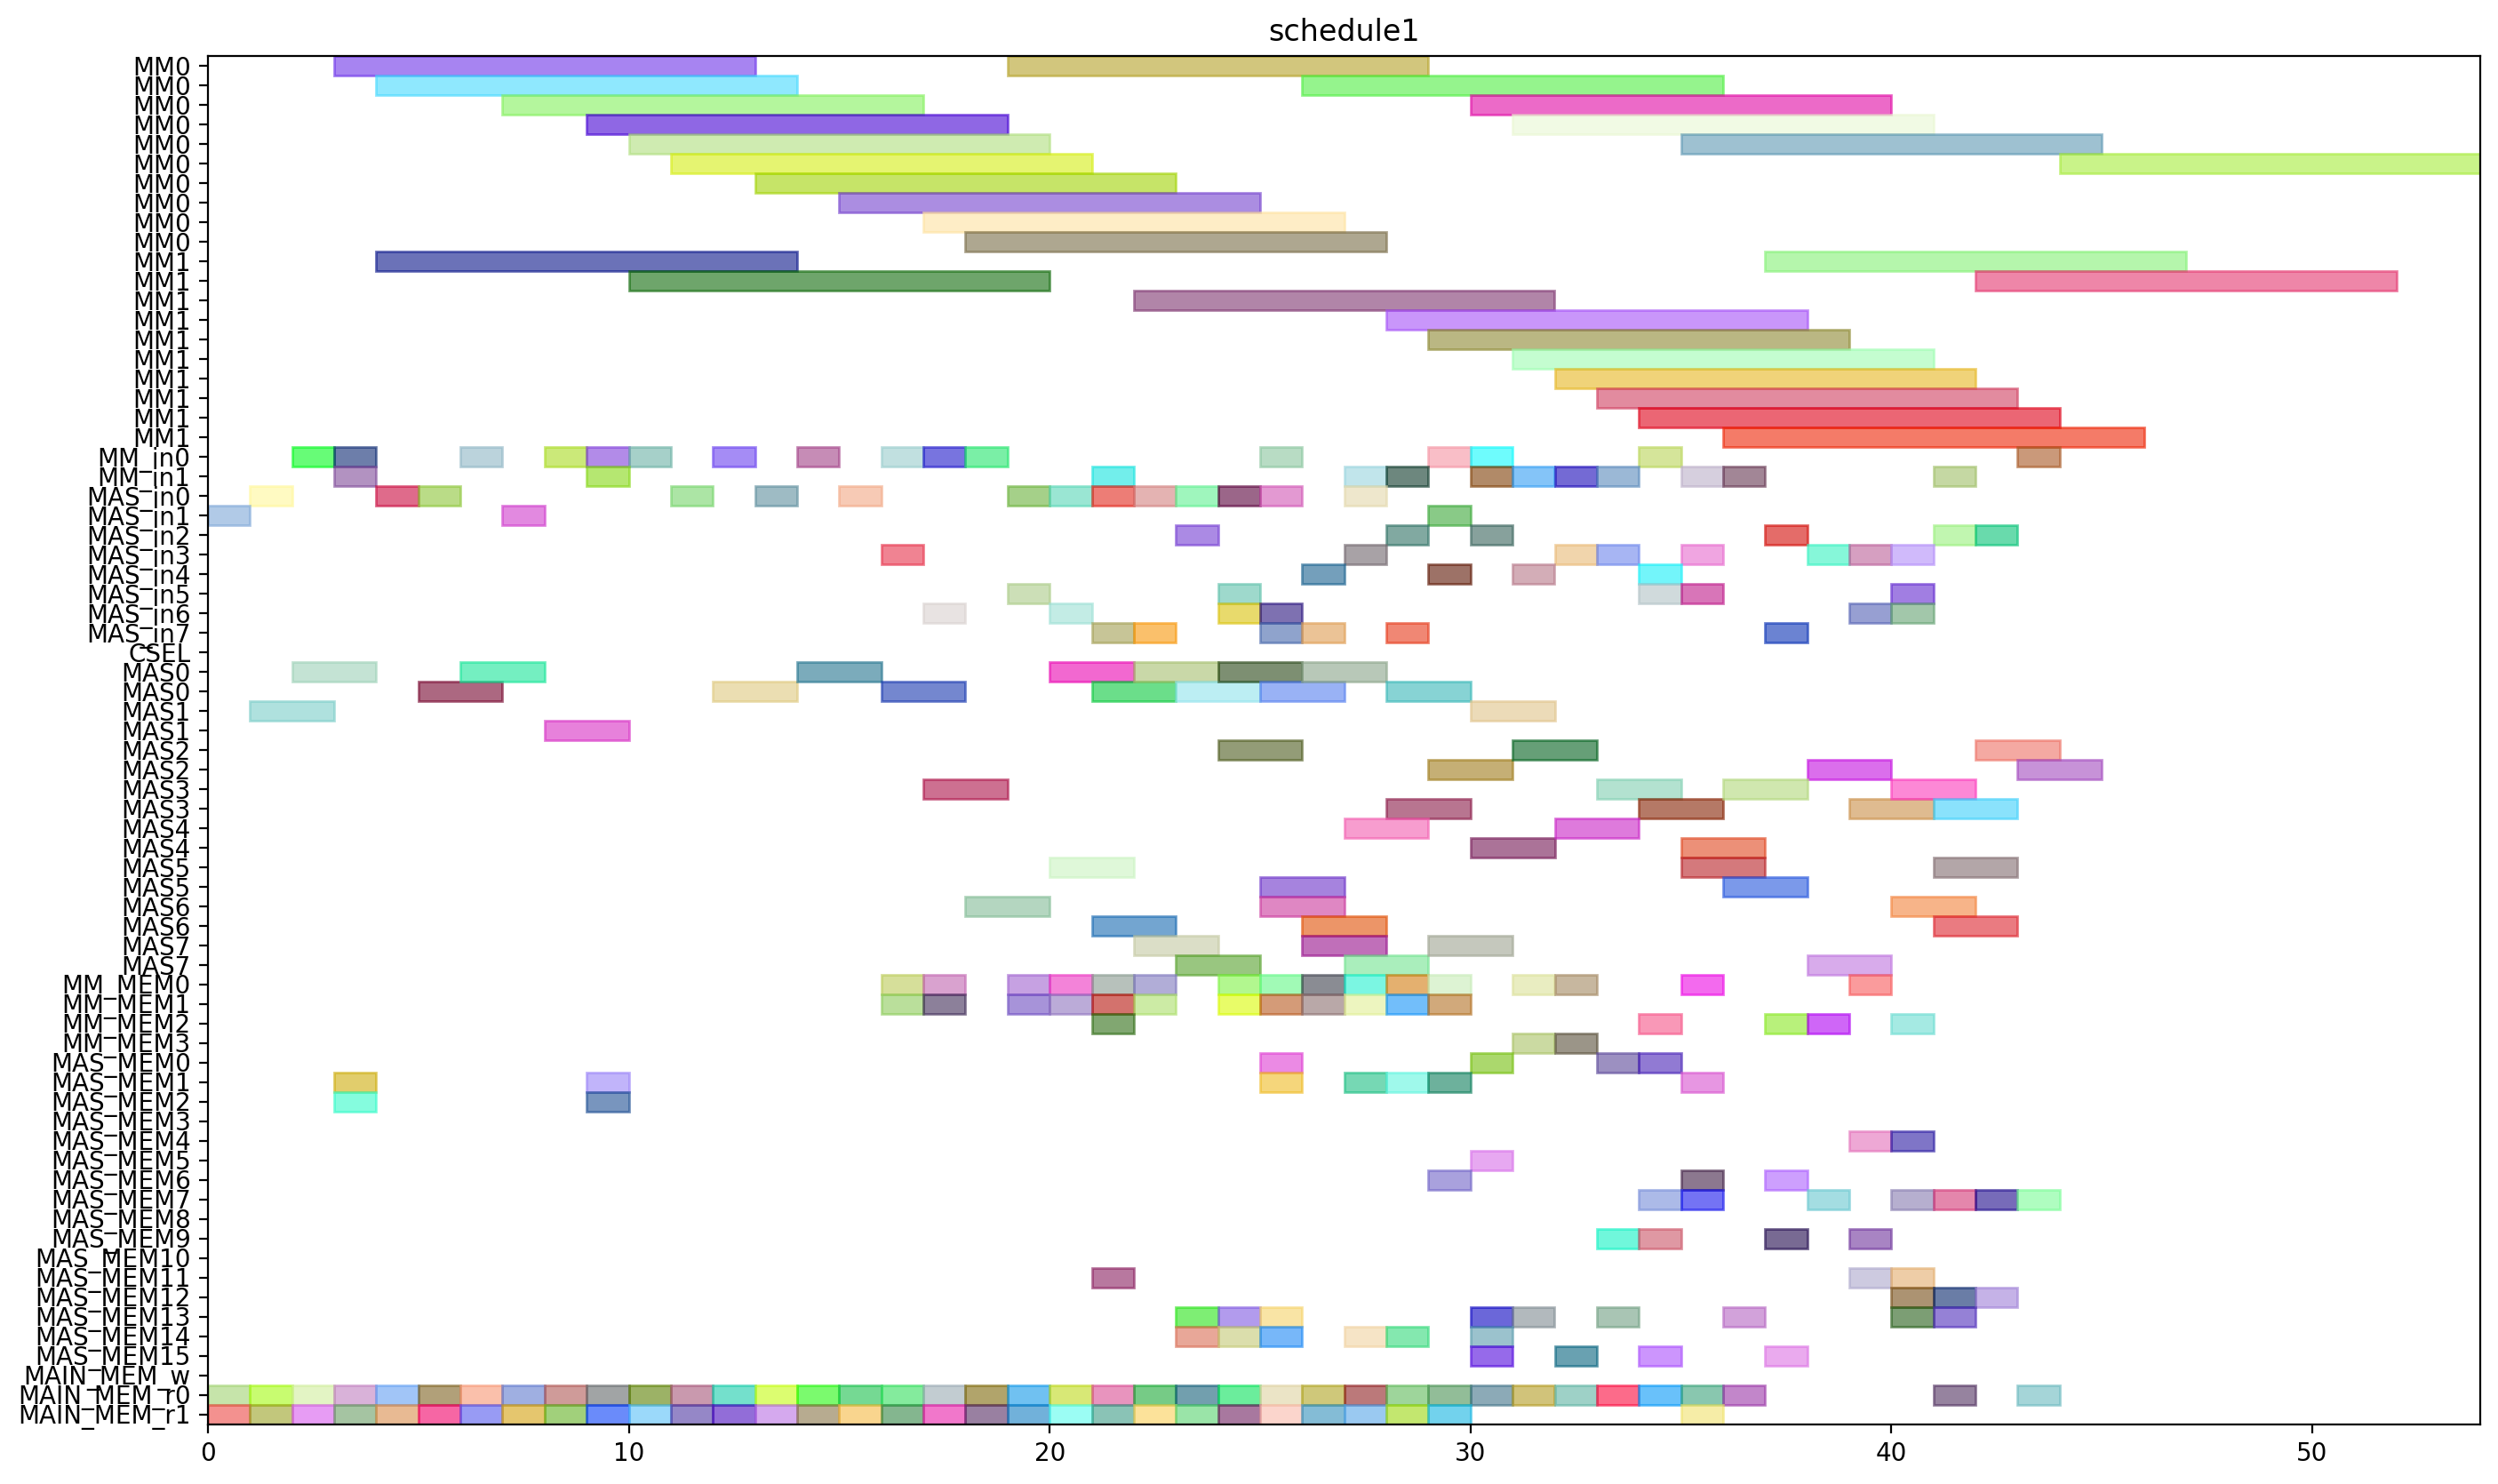 schedule1
MM0
MM0
MM0
MM0
MM0
MM0
MM0
MM0
MM0
MM0
MM1
MM1
MM1
MM1
MM1
MM1
MM1
MM1
MM1
MM1
MM_in0
MM_in1
MAS_in0
MAS_in1
MAS_in2
MAS_in3
MAS_in4
MAS_in5
MAS_in6
MAS_in7
CSEL
MAS0
MAS0
MAS1
MAS1
MAS2
MAS2
MAS3
MAS3
MAS4
MAS4
MAS5
MAS5
MAS6
MAS6
MAS7
MAS7
MM_MEM0
MM_MEM1
MM_MEM2
MM_MEM3
MAS_MEM0
MAS_MEM1
MAS_MEM2
MAS_MEM3
MAS_MEM4
MAS_MEM5
MAS_MEM6
MAS_MEM7
MAS_MEM8
MAS_MEM9
MAS_MEM10
MAS_MEM11
MAS_MEM12
MAS_MEM13
MAS_MEM14
MAS_MEM15
MAIN_MEM_w
MAIN_MEM_r0
MAIN_MEM_r1
0 10 20 30 40 50